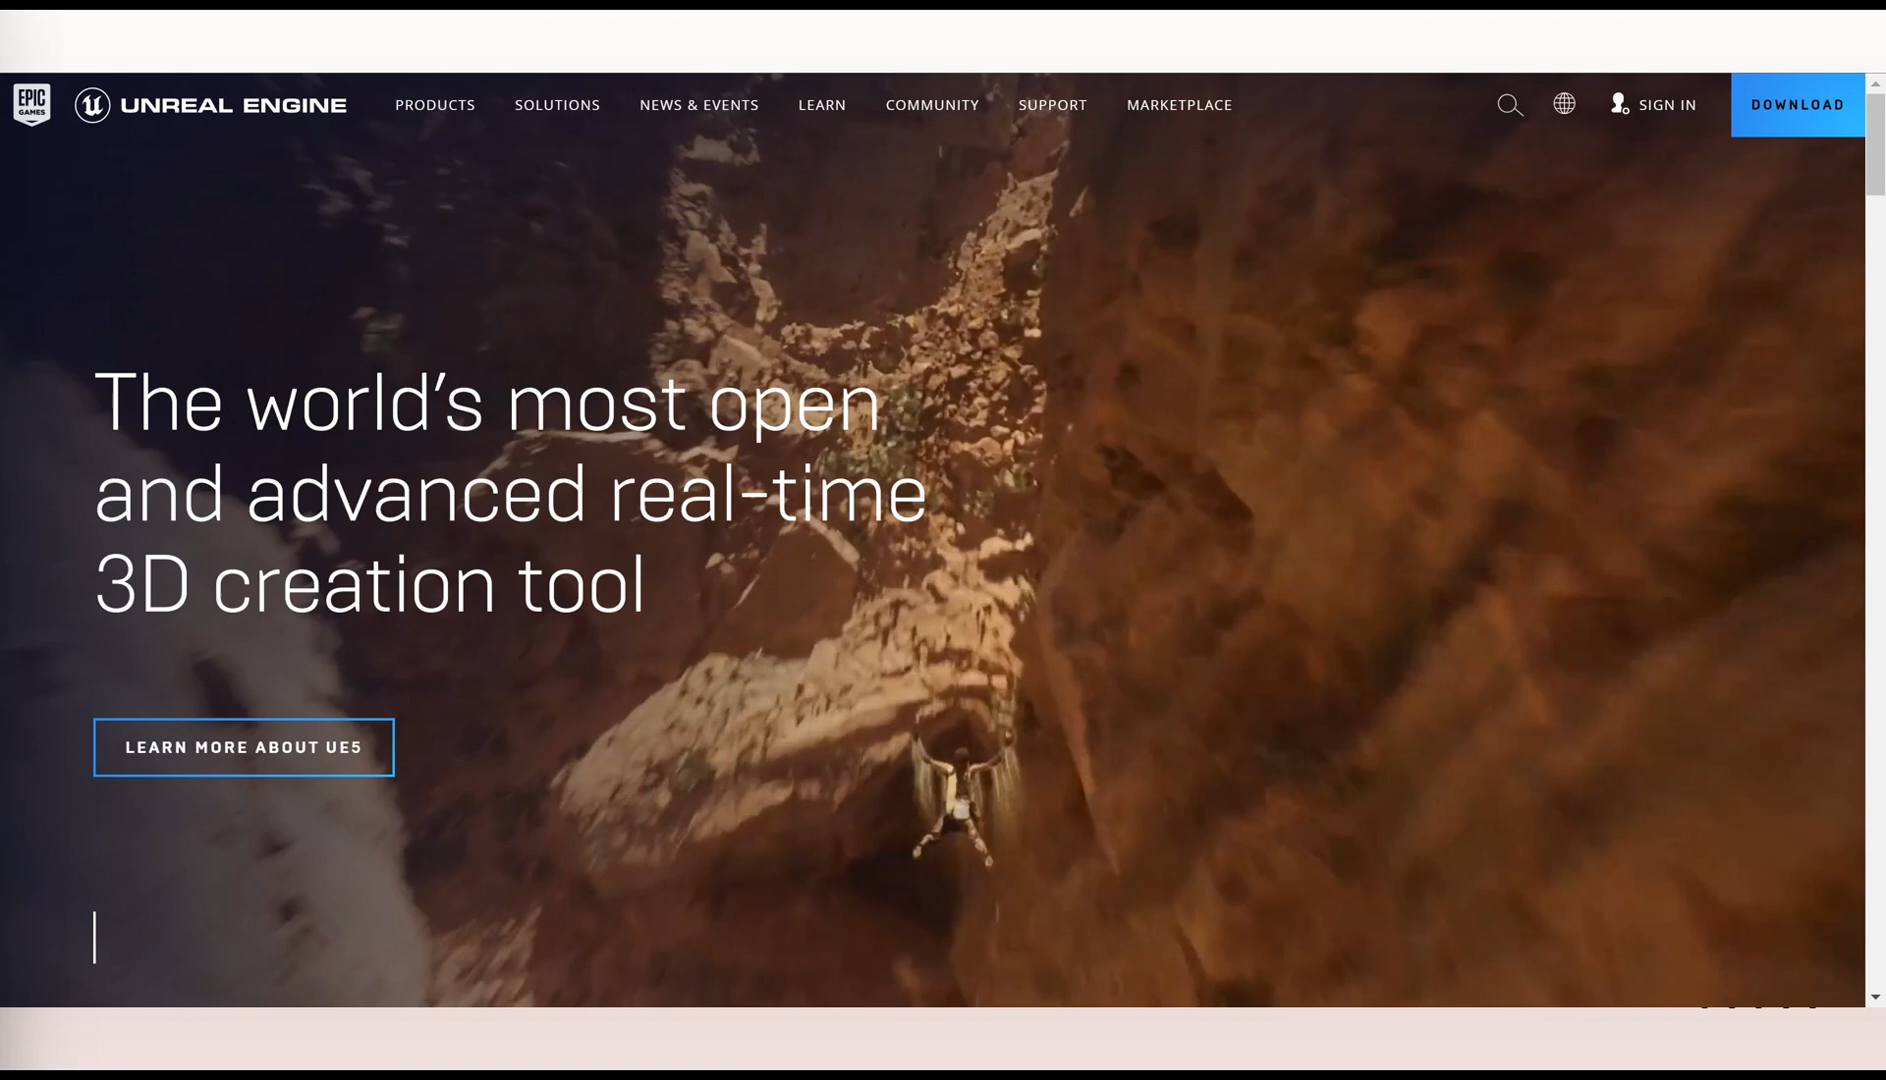 EPIC
GAMES
UNREAL ENGINE
PRODUCTS
SOLUTIONS
NEWS & EVENTS
LEARN
COMMUNITY
SUPPORT
MARKETPLACE
SIGN IN
DOWNLOAD
The world’s most open
and advanced real-time
3D creation tool
LEARN MORE ABOUT UE5